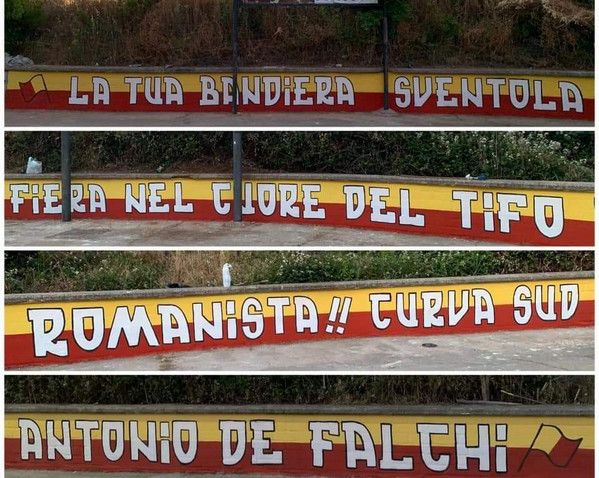 LA TUA BANDiERA SVENTOLA
FiERA NEL CUORE DEL TiFO
ROMANiSTA!! CURVA SUD
ANTONiO DE FALCHi